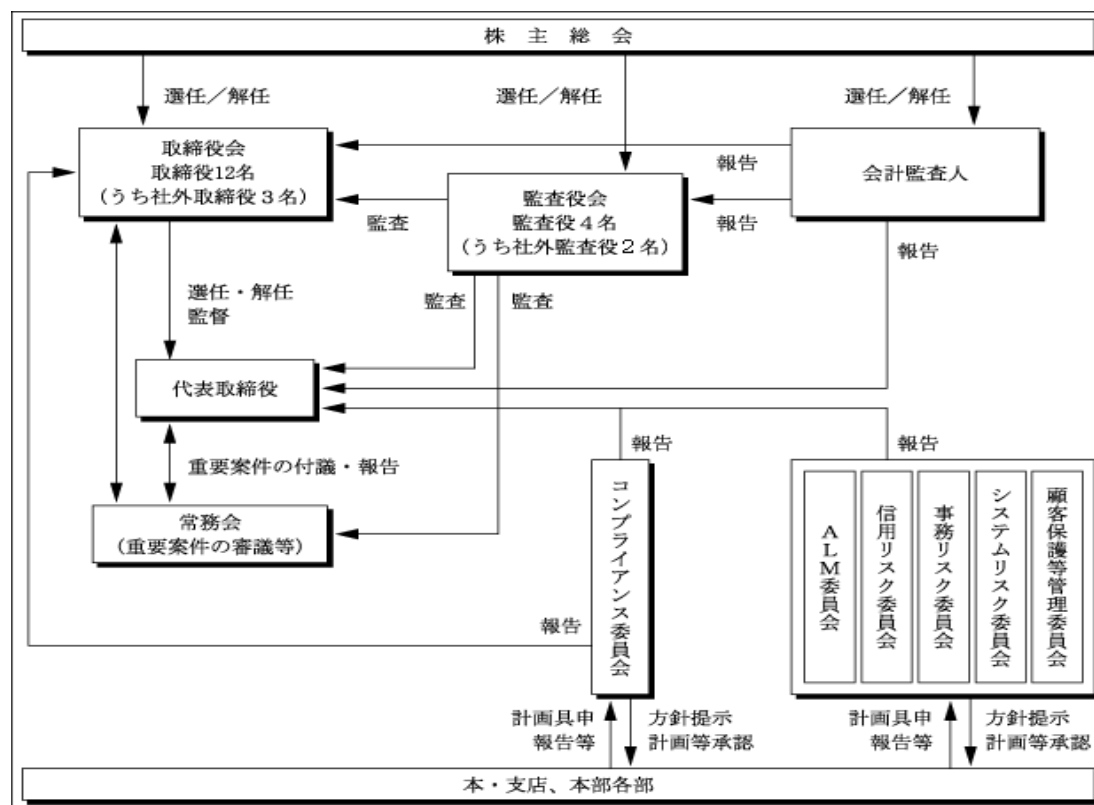 株主総会
選任／解任
選任／解任
選任／解任
取締役会
取締役12名
(うち社外取締役３名)
報告
会計監査人
監査役会
監査役４名
(うち社外監査役２名)
監査
報告
報告
選任・解任
監督
監査
監査
代表取締役
報告
報告
重要案件の付議・報告
常務会
(重要案件の審議等)
コンプライアンス委員会
ＡＬＭ委員会
信用リスク委員会
事務リスク委員会
システムリスク委員会
顧客保護等管理委員会
報告
計画具申
報告等
方針提示
計画等承認
計画具申
報告等
方針提示
計画等承認
本・支店、本部各部